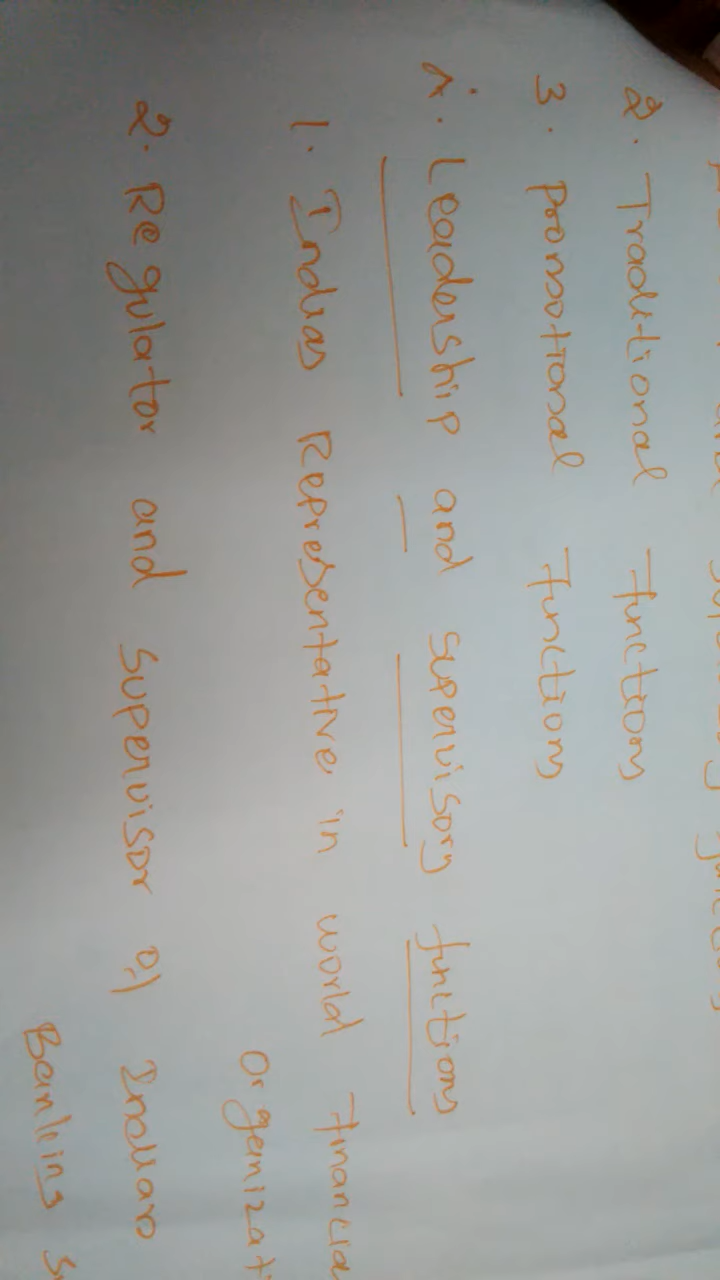 2. Traditional Functions
3. Promotional Functions
i. Leadership and supervisory functions
1. Indias Representative in world Financia
Organizat
2. Regulator and Supervisor of Indian
Banking S